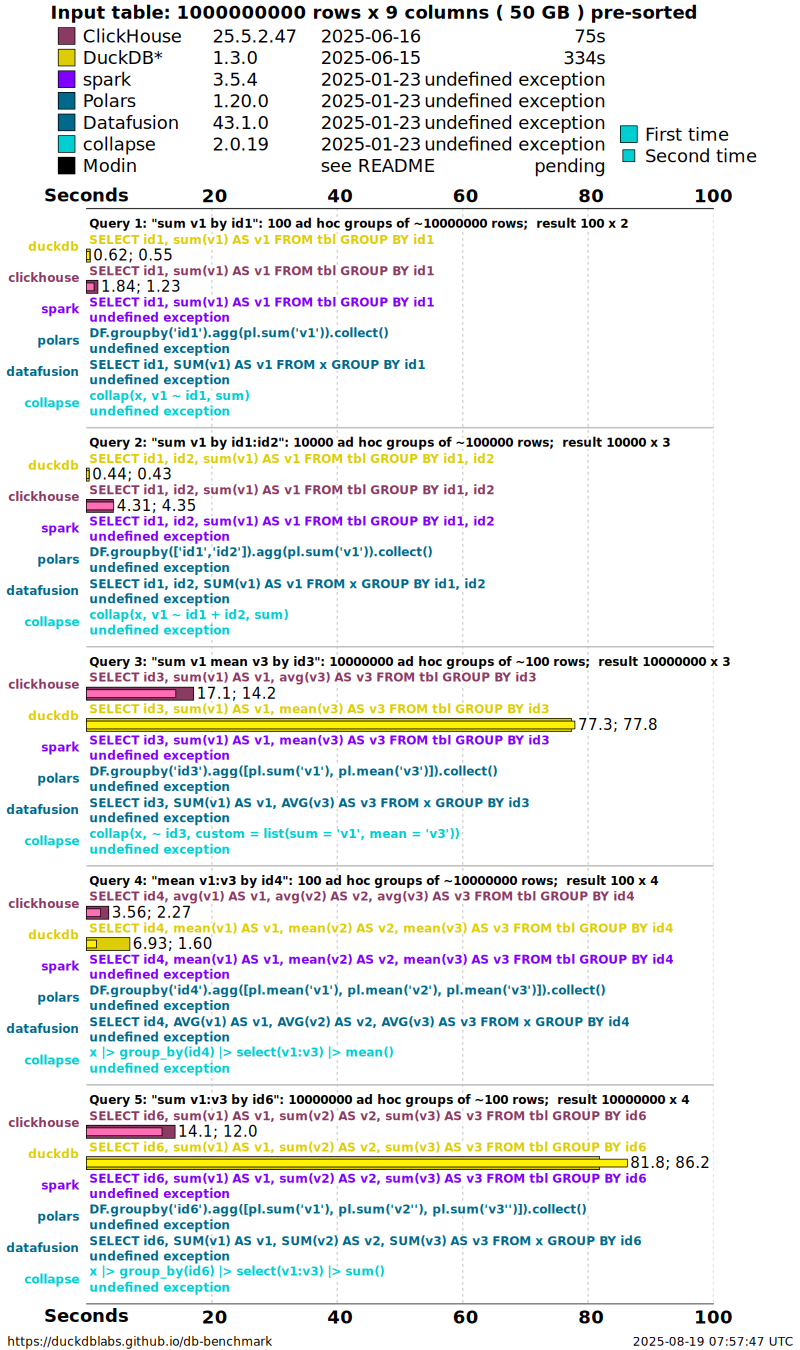 Input table: 1000000000 rows x 9 columns ( 50 GB ) pre-sorted
ClickHouse 25.5.2.47 2025-06-16 75s
DuckDB* 1.3.0 2025-06-15 334s
spark 3.5.4 2025-01-23 undefined exception
Polars 1.20.0 2025-01-23 undefined exception
Datafusion 43.1.0 2025-01-23 undefined exception
collapse 2.0.19 2025-01-23 undefined exception
Modin see README pending
First time
Second time
Seconds 20 40 60 80 100
Query 1: "sum v1 by id1": 100 ad hoc groups of ~10000000 rows; result 100 x 2
duckdb SELECT id1, sum(v1) AS v1 FROM tbl GROUP BY id1
0.62; 0.55
clickhouse SELECT id1, sum(v1) AS v1 FROM tbl GROUP BY id1
1.84; 1.23
spark SELECT id1, sum(v1) AS v1 FROM tbl GROUP BY id1
undefined exception
polars DF.groupby('id1').agg(pl.sum('v1')).collect()
undefined exception
datafusion SELECT id1, SUM(v1) AS v1 FROM x GROUP BY id1
undefined exception
collapse collap(x, v1 ~ id1, sum)
undefined exception
Query 2: "sum v1 by id1:id2": 10000 ad hoc groups of ~100000 rows; result 10000 x 3
duckdb SELECT id1, id2, sum(v1) AS v1 FROM tbl GROUP BY id1, id2
0.44; 0.43
clickhouse SELECT id1, id2, sum(v1) AS v1 FROM tbl GROUP BY id1, id2
4.31; 4.35
spark SELECT id1, id2, sum(v1) AS v1 FROM tbl GROUP BY id1, id2
undefined exception
polars DF.groupby(['id1','id2']).agg(pl.sum('v1')).collect()
undefined exception
datafusion SELECT id1, id2, SUM(v1) AS v1 FROM x GROUP BY id1, id2
undefined exception
collapse collap(x, v1 ~ id1 + id2, sum)
undefined exception
Query 3: "sum v1 mean v3 by id3": 10000000 ad hoc groups of ~100 rows; result 10000000 x 3
clickhouse SELECT id3, sum(v1) AS v1, avg(v3) AS v3 FROM tbl GROUP BY id3
17.1; 14.2
duckdb SELECT id3, sum(v1) AS v1, mean(v3) AS v3 FROM tbl GROUP BY id3
77.3; 77.8
spark SELECT id3, sum(v1) AS v1, mean(v3) AS v3 FROM tbl GROUP BY id3
undefined exception
polars DF.groupby('id3').agg([pl.sum('v1'), pl.mean('v3')]).collect()
undefined exception
datafusion SELECT id3, SUM(v1) AS v1, AVG(v3) AS v3 FROM x GROUP BY id3
undefined exception
collapse collap(x, ~ id3, custom = list(sum = 'v1', mean = 'v3'))
undefined exception
Query 4: "mean v1:v3 by id4": 100 ad hoc groups of ~10000000 rows; result 100 x 4
clickhouse SELECT id4, avg(v1) AS v1, avg(v2) AS v2, avg(v3) AS v3 FROM tbl GROUP BY id4
3.56; 2.27
duckdb SELECT id4, mean(v1) AS v1, mean(v2) AS v2, mean(v3) AS v3 FROM tbl GROUP BY id4
6.93; 1.60
spark SELECT id4, mean(v1) AS v1, mean(v2) AS v2, mean(v3) AS v3 FROM tbl GROUP BY id4
undefined exception
polars DF.groupby('id4').agg([pl.mean('v1'), pl.mean('v2'), pl.mean('v3')]).collect()
undefined exception
datafusion SELECT id4, AVG(v1) AS v1, AVG(v2) AS v2, AVG(v3) AS v3 FROM x GROUP BY id4
undefined exception
collapse x |> group_by(id4) |> select(v1:v3) |> mean()
undefined exception
Query 5: "sum v1:v3 by id6": 10000000 ad hoc groups of ~100 rows; result 10000000 x 4
clickhouse SELECT id6, sum(v1) AS v1, sum(v2) AS v2, sum(v3) AS v3 FROM tbl GROUP BY id6
14.1; 12.0
duckdb SELECT id6, sum(v1) AS v1, sum(v2) AS v2, sum(v3) AS v3 FROM tbl GROUP BY id6
81.8; 86.2
spark SELECT id6, sum(v1) AS v1, sum(v2) AS v2, sum(v3) AS v3 FROM tbl GROUP BY id6
undefined exception
polars DF.groupby('id6').agg([pl.sum('v1'), pl.sum('v2''), pl.sum('v3'')]).collect()
undefined exception
datafusion SELECT id6, SUM(v1) AS v1, SUM(v2) AS v2, SUM(v3) AS v3 FROM x GROUP BY id6
undefined exception
collapse x |> group_by(id6) |> select(v1:v3) |> sum()
undefined exception
Seconds 20 40 60 80 100
https://duckdblabs.github.io/db-benchmark 2025-08-19 07:57:47 UTC